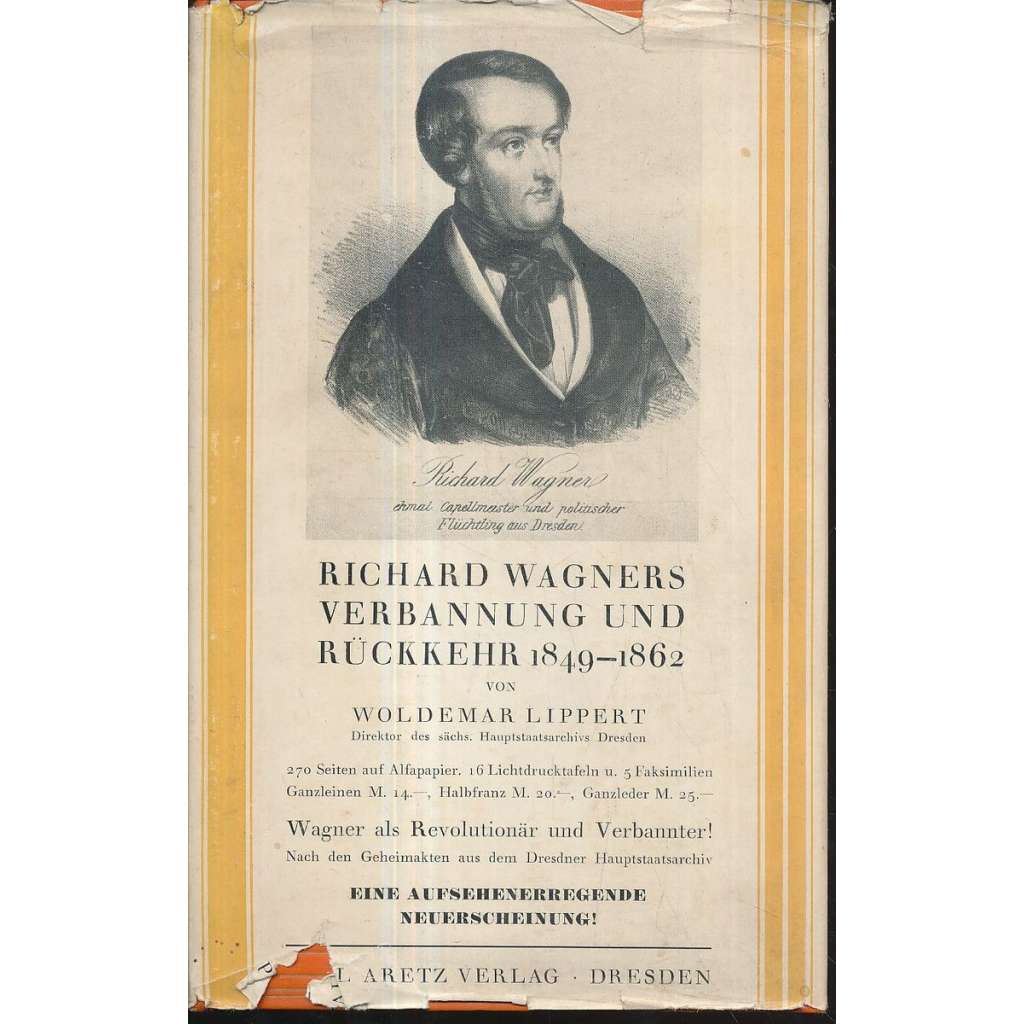 Richard Wagner
ehmal. Capellmeister und politischer
Flüchtling aus Dresden.
RICHARD WAGNERS
VERBANNUNG UND
RÜCKKEHR 1849–1862
VON
WOLDEMAR LIPPERT
Direktor des sächs. Hauptstaatsarchivs Dresden
270 Seiten auf Alfapapier. 16 Lichtdrucktafeln u. 5 Faksimilien
Ganzleinen M. 14.—, Halbfranz M. 20.—, Ganzleder M. 25.—
Wagner als Revolutionär und Verbannter!
Nach den Geheimakten aus dem Dresdner Hauptstaatsarchiv
EINE AUFSEHENERREGENDE
NEUERSCHEINUNG!
L ARETZ VERLAG · DRESDEN